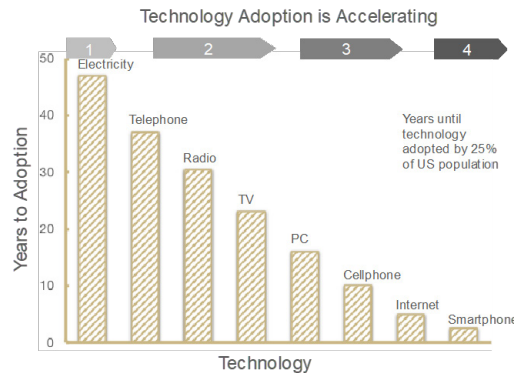 Technology Adoption is Accelerating
1 2 3 4
50
Electricity
40
Telephone
Years until
technology
adopted by 25%
of US population
Radio
30
TV
20
PC
Cellphone
10
Internet
Smartphone
0
Years to Adoption
Technology